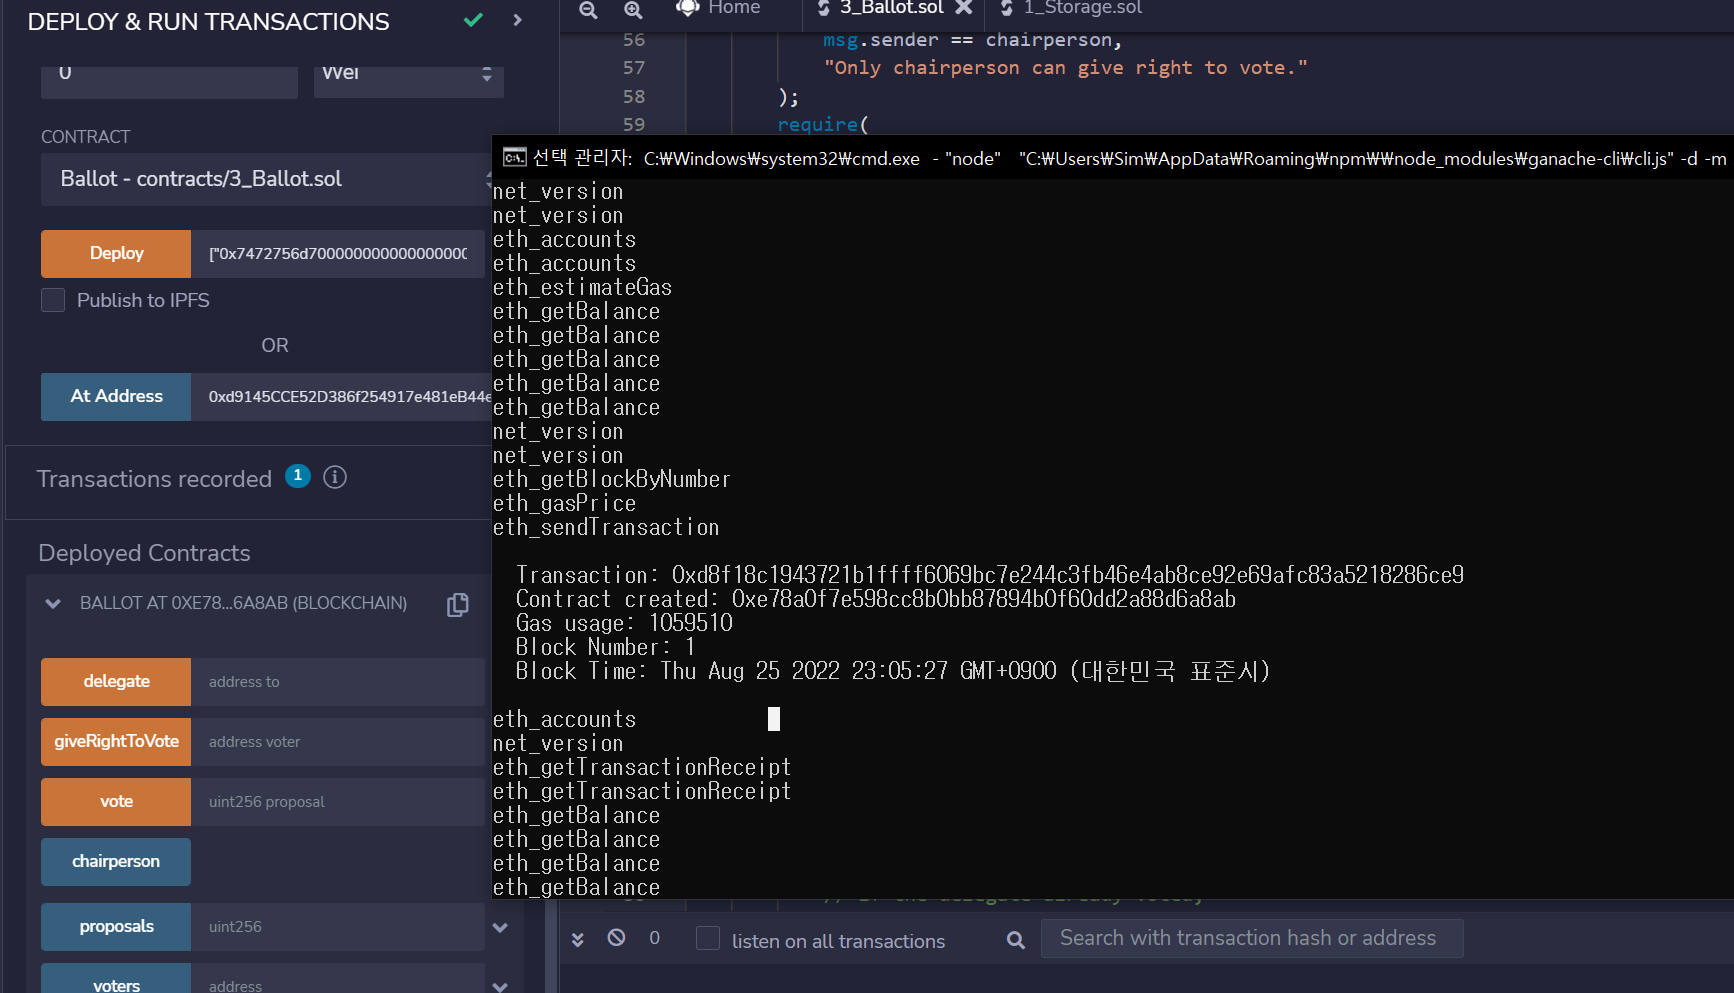 DEPLOY & RUN TRANSACTIONS
0
Wei
CONTRACT
Ballot - contracts/3_Ballot.sol
Deploy
["0x7472756d70000000000000000
Publish to IPFS
OR
At Address
0xd9145CCE52D386f254917e481eB44e
Transactions recorded 1
Deployed Contracts
BALLOT AT 0XE78...6A8AB (BLOCKCHAIN)
delegate
address to
giveRightToVote
address voter
vote
uint256 proposal
chairperson
proposals
uint256
voters
address
Home
3_Ballot.sol
1_Storage.sol
56 msg.sender == chairperson,
57 "Only chairperson can give right to vote."
58 );
59 require(
선택 관리자: C:₩Windows₩system32₩cmd.exe - "node" "C:₩Users₩Sim₩AppData₩Roaming₩npm₩₩node_modules₩ganache-cli₩cli.js" -d -m
net_version
net_version
eth_accounts
eth_accounts
eth_estimateGas
eth_getBalance
eth_getBalance
eth_getBalance
eth_getBalance
eth_getBalance
net_version
net_version
eth_getBlockByNumber
eth_gasPrice
eth_sendTransaction
Transaction: 0xd8f18c1943721b1ffff6069bc7e244c3fb46e4ab8ce92e69afc83a5218286ce9
Contract created: 0xe78a0f7e598cc8b0bb87894b0f60dd2a88d6a8ab
Gas usage: 1059510
Block Number: 1
Block Time: Thu Aug 25 2022 23:05:27 GMT+0900 (대한민국 표준시)
eth_accounts
net_version
eth_getTransactionReceipt
eth_getTransactionReceipt
eth_getBalance
eth_getBalance
eth_getBalance
eth_getBalance
0
listen on all transactions
Search with transaction hash or address